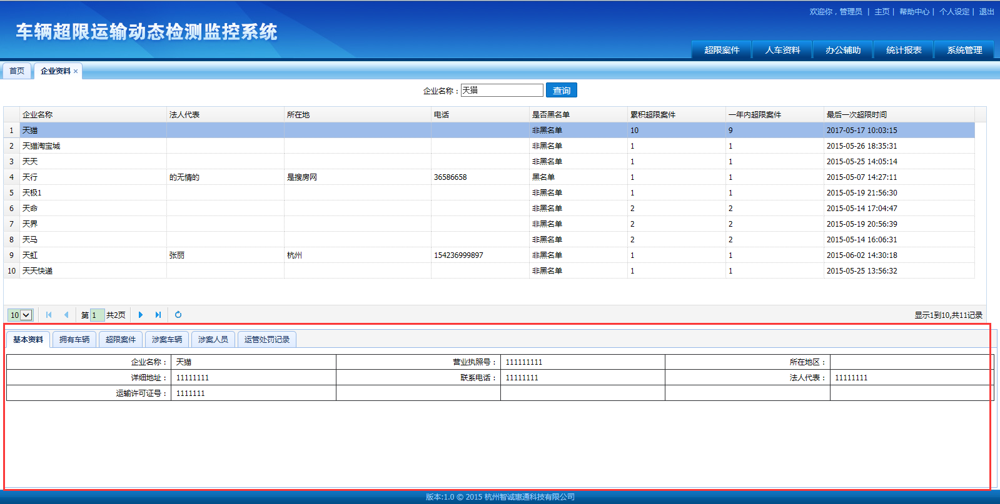 欢迎你，管理员 | 主页 | 帮助中心 | 个人设定 | 退出
车辆超限运输动态检测监控系统
超限案件 人车资料 办公辅助 统计报表 系统管理
首页 企业资料 ×
企业名称： 天猫 查询
企业名称 法人代表 所在地 电话 是否黑名单 累积超限案件 一年内超限案件 最后一次超限时间
1 天猫 非黑名单 10 9 2017-05-17 10:03:15
2 天猫淘宝城 非黑名单 1 1 2015-05-26 18:35:31
3 天天 非黑名单 1 1 2015-05-25 14:05:14
4 天行 的无情的 是搜房网 36586658 黑名单 1 1 2015-05-07 14:27:11
5 天极1 非黑名单 1 1 2015-05-19 21:56:30
6 天命 非黑名单 2 2 2015-05-14 17:04:47
7 天界 非黑名单 2 2 2015-05-19 20:56:39
8 天马 非黑名单 2 2 2015-05-14 16:06:31
9 天虹 张丽 杭州 154236999897 非黑名单 1 1 2015-06-02 14:30:18
10 天天快递 非黑名单 1 1 2015-05-25 13:56:32
10 第 1 共2页 显示1到10,共11记录
基本资料 拥有车辆 超限案件 涉案车辆 涉案人员 运管处罚记录
企业名称： 天猫 营业执照号： 111111111 所在地区：
详细地址： 11111111 联系电话： 11111111 法人代表： 11111111
运输许可证号： 1111111
版本:1.0 © 2015 杭州智诚惠通科技有限公司